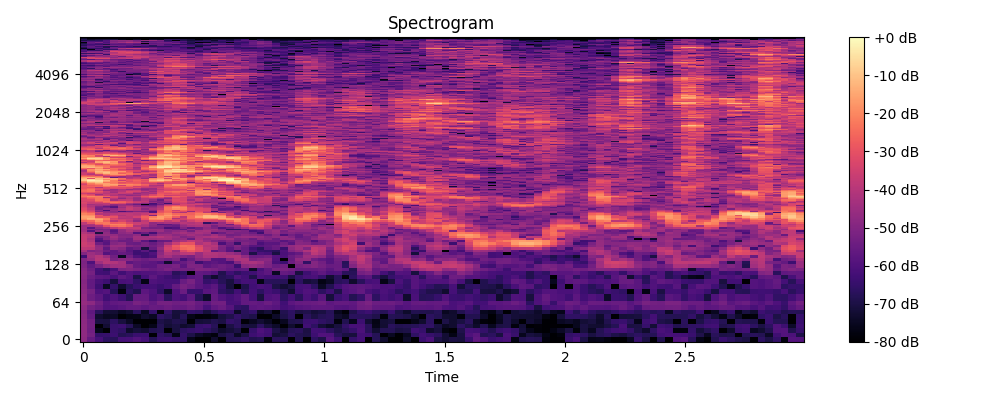 Spectrogram
Hz
4096
2048
1024
512
256
128
64
0
0
0.5
1
1.5
2
2.5
Time
+0 dB
-10 dB
-20 dB
-30 dB
-40 dB
-50 dB
-60 dB
-70 dB
-80 dB